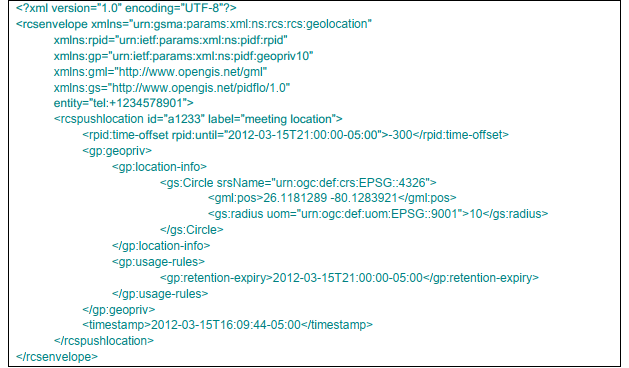 <?xml version="1.0" encoding="UTF-8"?>
<rcsenvelope xmlns="urn:gsma:params:xml:ns:rcs:rcs:geolocation"
xmlns:rpid="urn:ietf:params:xml:ns:pidf:rpid"
xmlns:gp="urn:ietf:params:xml:ns:pidf:geopriv10"
xmlns:gml="http://www.opengis.net/gml"
xmlns:gs="http://www.opengis.net/pidflo/1.0"
entity="tel:+1234578901">
<rcspushlocation id="a1233" label="meeting location">
<rpid:time-offset rpid:until="2012-03-15T21:00:00-05:00">-300</rpid:time-offset>
<gp:geopriv>
<gp:location-info>
<gs:Circle srsName="urn:ogc:def:crs:EPSG::4326">
<gml:pos>26.1181289 -80.1283921</gml:pos>
<gs:radius uom="urn:ogc:def:uom:EPSG::9001">10</gs:radius>
</gs:Circle>
</gp:location-info>
<gp:usage-rules>
<gp:retention-expiry>2012-03-15T21:00:00-05:00</gp:retention-expiry>
</gp:usage-rules>
</gp:geopriv>
<timestamp>2012-03-15T16:09:44-05:00</timestamp>
</rcspushlocation>
</rcsenvelope>